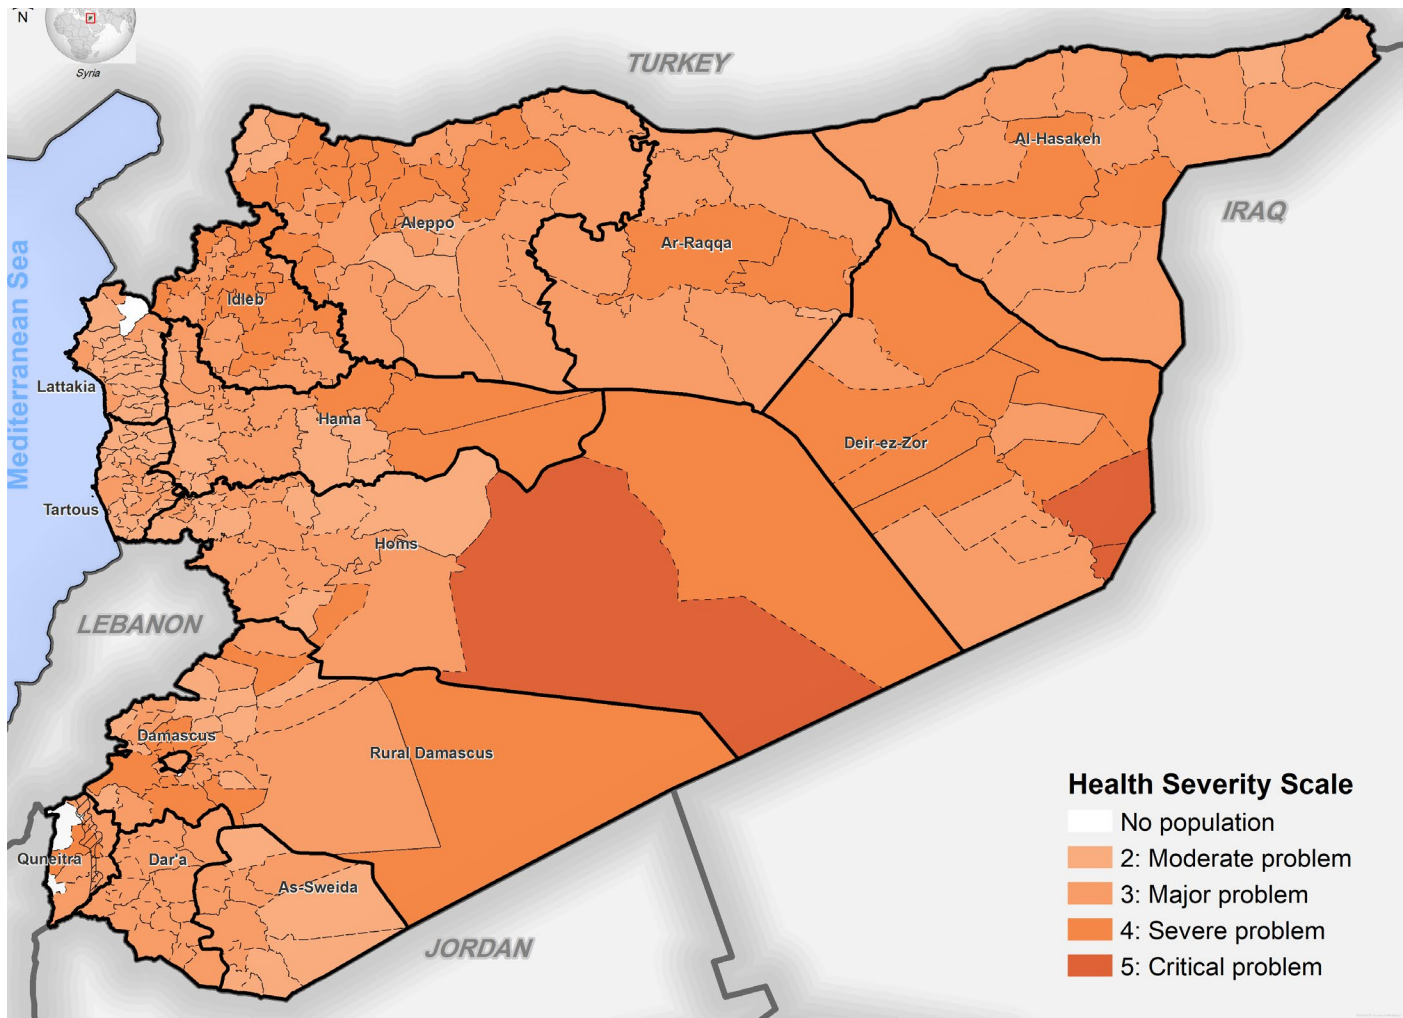 N
Syria
TURKEY
Al-Hasakeh
IRAQ
Aleppo
Ar-Raqqa
Mediterranean Sea
Idleb
Lattakia
Hama
Deir-ez-Zor
Tartous
Homs
LEBANON
Damascus
Rural Damascus
Quneitra
Dar'a
As-Sweida
JORDAN
Health Severity Scale
No population
2: Moderate problem
3: Major problem
4: Severe problem
5: Critical problem